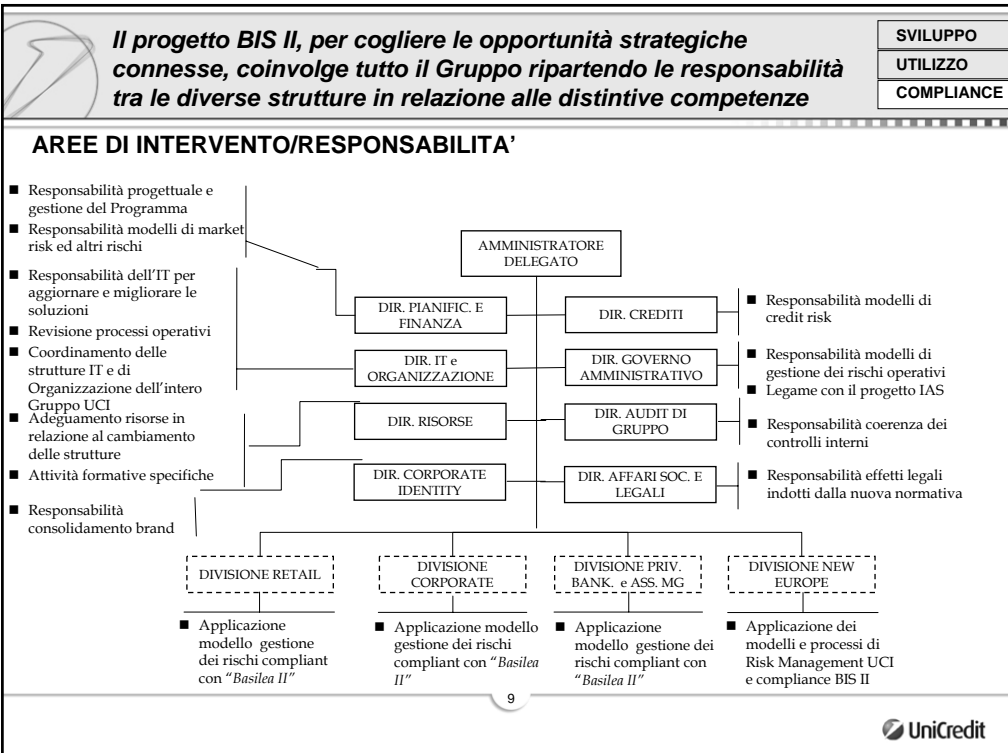 Il progetto BIS II, per cogliere le opportunità strategiche
connesse, coinvolge tutto il Gruppo ripartendo le responsabilità
tra le diverse strutture in relazione alle distintive competenze
SVILUPPO
UTILIZZO
COMPLIANCE
AREE DI INTERVENTO/RESPONSABILITA’
■ Responsabilità progettuale e
gestione del Programma
■ Responsabilità modelli di market
risk ed altri rischi
■ Responsabilità dell’IT per
aggiornare e migliorare le
soluzioni
■ Revisione processi operativi
■ Coordinamento delle
strutture IT e di
Organizzazione dell’intero
Gruppo UCI
■ Adeguamento risorse in
relazione al cambiamento
delle strutture
■ Attività formative specifiche
■ Responsabilità
consolidamento brand
AMMINISTRATORE
DELEGATO
DIR. PIANIFIC. E
FINANZA
DIR. CREDITI
DIR. IT e
ORGANIZZAZIONE
DIR. GOVERNO
AMMINISTRATIVO
DIR. RISORSE
DIR. AUDIT DI
GRUPPO
DIR. CORPORATE
IDENTITY
DIR. AFFARI SOC. E
LEGALI
■ Responsabilità modelli di
credit risk
■ Responsabilità modelli di
gestione dei rischi operativi
■ Legame con il progetto IAS
■ Responsabilità coerenza dei
controlli interni
■ Responsabilità effetti legali
indotti dalla nuova normativa
DIVISIONE RETAIL
DIVISIONE
CORPORATE
DIVISIONE PRIV.
BANK. e ASS. MG
DIVISIONE NEW
EUROPE
■ Applicazione
modello gestione
dei rischi compliant
con “Basilea II”
■ Applicazione modello
gestione dei rischi
compliant con “Basilea
II”
■ Applicazione
modello gestione dei
rischi compliant con
“Basilea II”
■ Applicazione dei
modelli e processi di
Risk Management UCI
e compliance BIS II
9
UniCredit